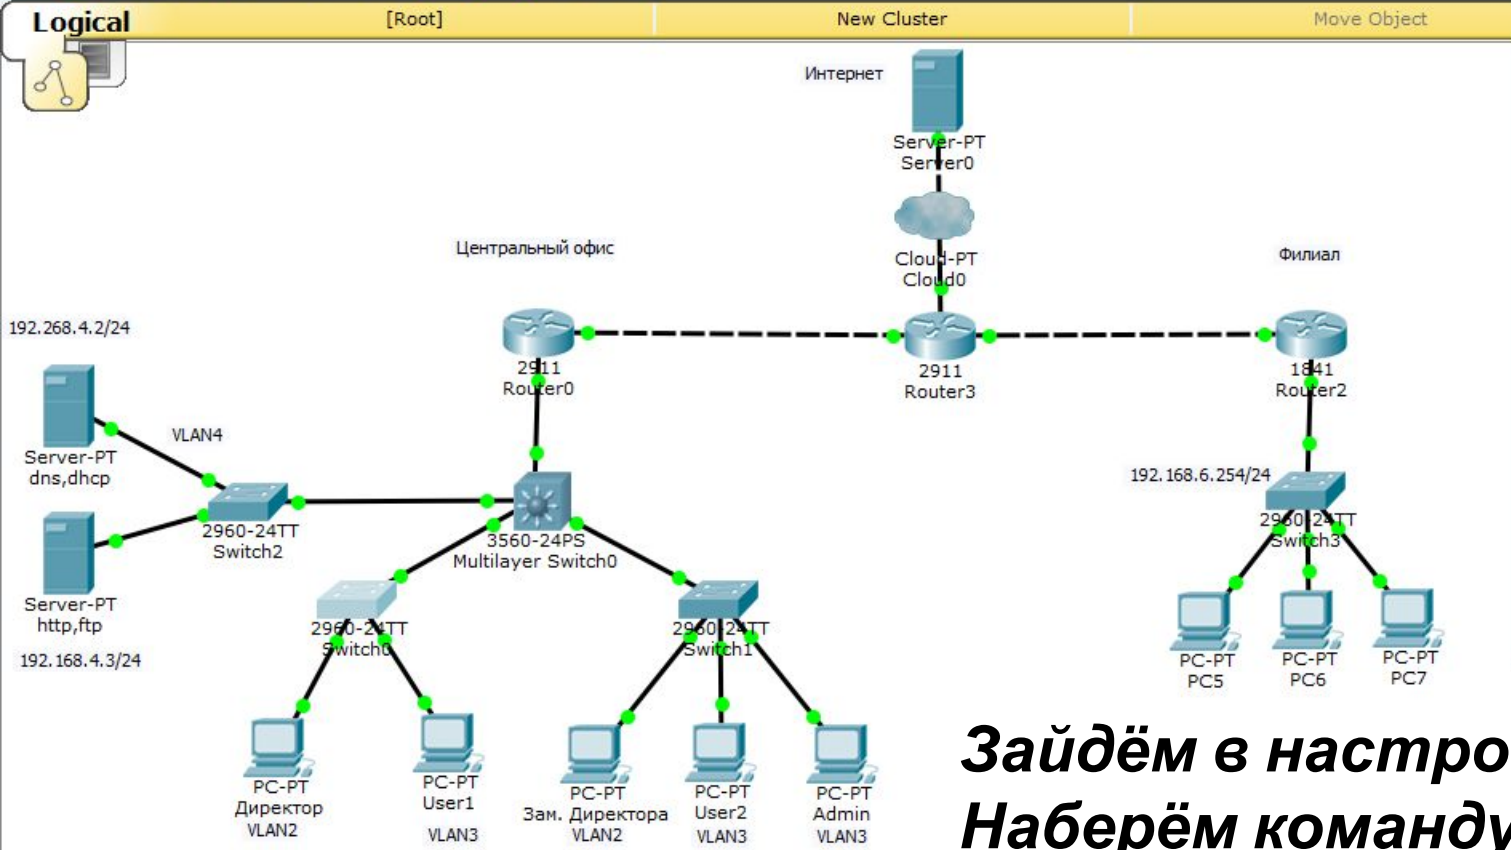 Logical
[Root]
New Cluster
Move Object
Интернет
Server-PT
Server0
Центральный офис
Cloud-PT
Cloud0
Филиал
192.268.4.2/24
2911
Router0
2911
Router3
1841
Router2
VLAN4
Server-PT
dns,dhcp
192.168.6.254/24
2960-24TT
Switch2
3560-24PS
Multilayer Switch0
2960-24TT
Switch3
Server-PT
http,ftp
192.168.4.3/24
2960-24TT
Switch0
2960-24TT
Switch1
PC-PT
PC5
PC-PT
PC6
PC-PT
PC7
PC-PT
Директор
VLAN2
PC-PT
User1
VLAN3
PC-PT
Зам. Директора
VLAN2
PC-PT
User2
VLAN3
PC-PT
Admin
VLAN3
Зайдём в настро
Наберём команду